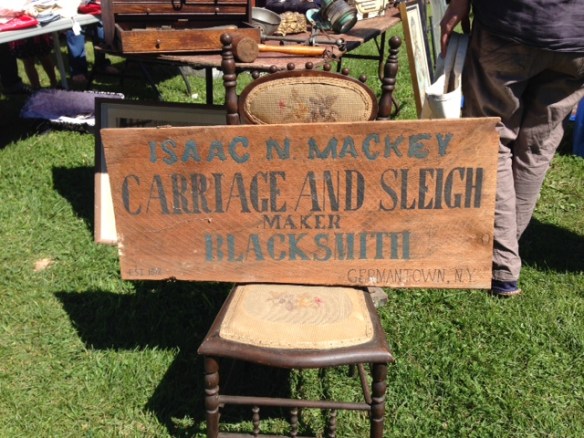 ISAAC N. MACKEY
CARRIAGE AND SLEIGH
MAKER
BLACKSMITH
GERMANTOWN, N.Y.